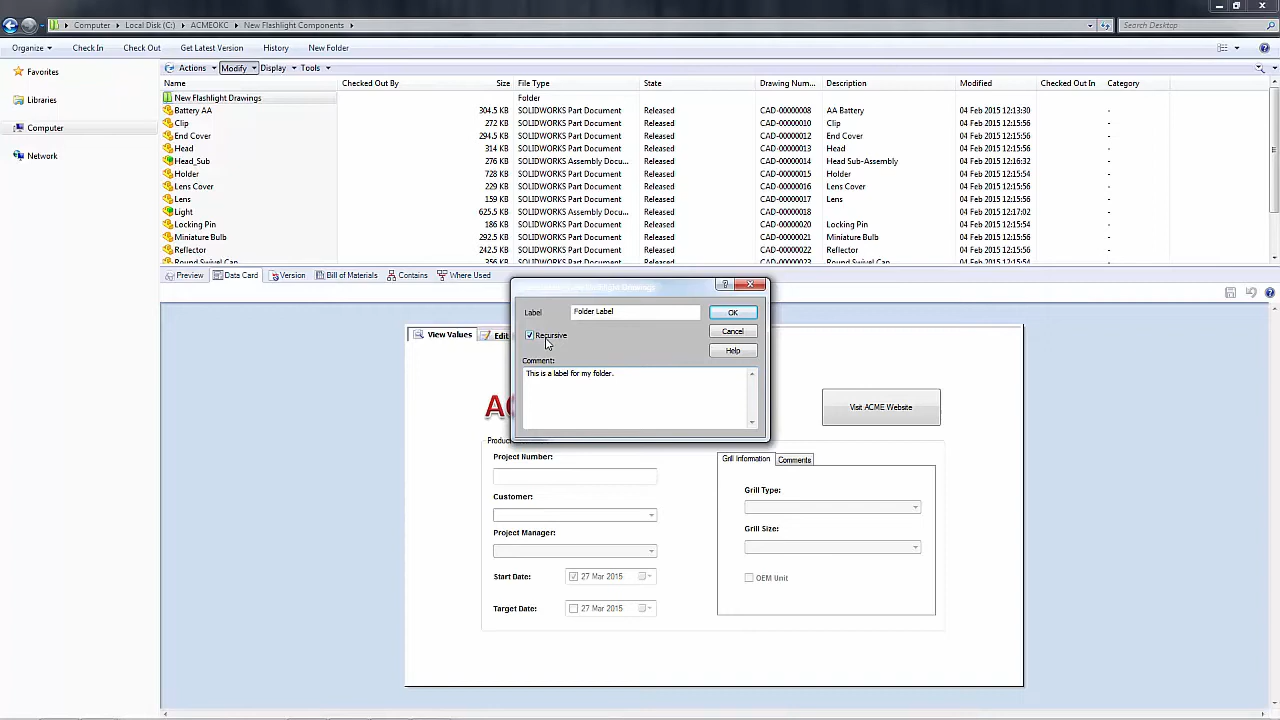 Computer Local Disk (C:) ACMEOKC New Flashlight Components Search Desktop
Organize Check In Check Out Get Latest Version History New Folder
Favorites
Libraries
Computer
Network
Actions Modify Display Tools
Name Checked Out By Size File Type State Drawing Num... Description Modified Checked Out In Category
New Flashlight Drawings Folder
Battery AA 304.5 KB SOLIDWORKS Part Document Released CAD-00000008 AA Battery 04 Feb 2015 12:13:30 -
Clip 272 KB SOLIDWORKS Part Document Released CAD-00000010 Clip 04 Feb 2015 12:15:56 -
End Cover 294.5 KB SOLIDWORKS Part Document Released CAD-00000012 End Cover 04 Feb 2015 12:15:56 -
Head 314 KB SOLIDWORKS Part Document Released CAD-00000013 Head 04 Feb 2015 12:15:56 -
Head_Sub 276 KB SOLIDWORKS Assembly Docu... Released CAD-00000014 Head Sub-Assembly 04 Feb 2015 12:16:32 -
Holder 728 KB SOLIDWORKS Part Document Released CAD-00000015 Holder 04 Feb 2015 12:15:54 -
Lens Cover 229 KB SOLIDWORKS Part Document Released CAD-00000016 Lens Cover 04 Feb 2015 12:15:56 -
Lens 159 KB SOLIDWORKS Part Document Released CAD-00000017 Lens 04 Feb 2015 12:15:56 -
Light 625.5 KB SOLIDWORKS Assembly Docu... Released CAD-00000018 04 Feb 2015 12:17:02 -
Locking Pin 186 KB SOLIDWORKS Part Document Released CAD-00000020 Locking Pin 04 Feb 2015 12:15:54 -
Miniature Bulb 292.5 KB SOLIDWORKS Part Document Released CAD-00000021 Miniature Bulb 04 Feb 2015 12:15:56 -
Reflector 242.5 KB SOLIDWORKS Part Document Released CAD-00000022 Reflector 04 Feb 2015 12:15:56 -
Round Swivel Cap 356 KB SOLIDWORKS Part Document Released CAD-00000023 Round Swivel Cap 04 Feb 2015 12:15:54 -
Preview Data Card Version Bill of Materials Contains Where Used
Label Folder Label OK
Recursive Cancel
Help
Comment:
This is a label for my folder.
View Values Edit
AC
Visit ACME Website
Produc
Project Number:
Customer:
Project Manager:
Start Date: 27 Mar 2015
Target Date: 27 Mar 2015
Grill Information Comments
Grill Type:
Grill Size:
OEM Unit